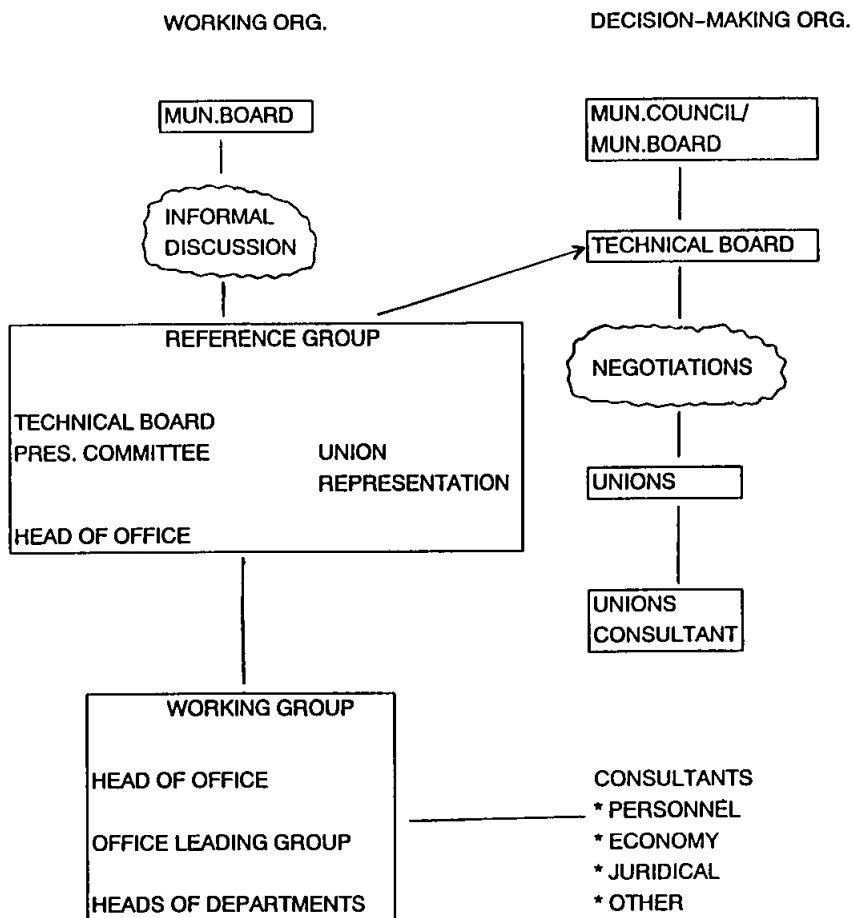 WORKING ORG.
DECISION-MAKING ORG.
MUN.BOARD
INFORMAL
DISCUSSION
REFERENCE GROUP
TECHNICAL BOARD
PRES. COMMITTEE
UNION
REPRESENTATION
HEAD OF OFFICE
WORKING GROUP
HEAD OF OFFICE
OFFICE LEADING GROUP
HEADS OF DEPARTMENTS
MUN.COUNCIL/
MUN.BOARD
TECHNICAL BOARD
NEGOTIATIONS
UNIONS
UNIONS
CONSULTANT
CONSULTANTS
* PERSONNEL
* ECONOMY
* JURIDICAL
* OTHER